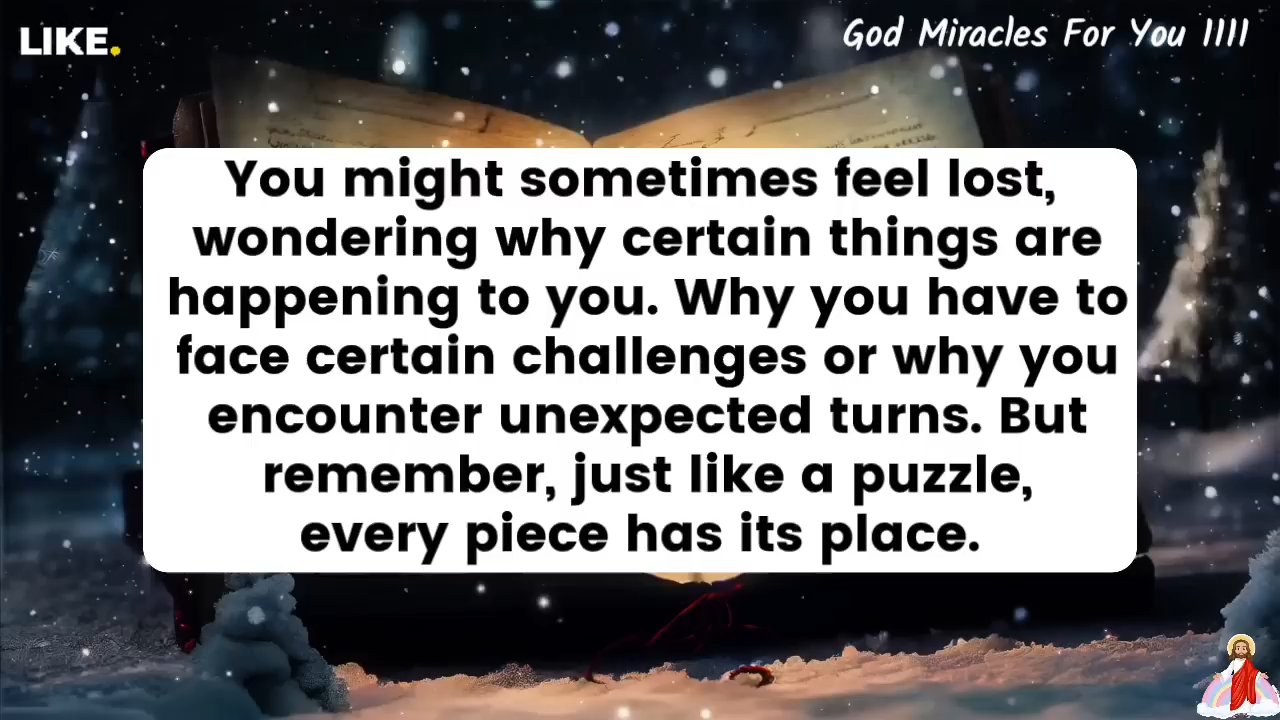 LIKE.
God Miracles For You 1111
You might sometimes feel lost,
wondering why certain things are
happening to you. Why you have to
face certain challenges or why you
encounter unexpected turns. But
remember, just like a puzzle,
every piece has its place.